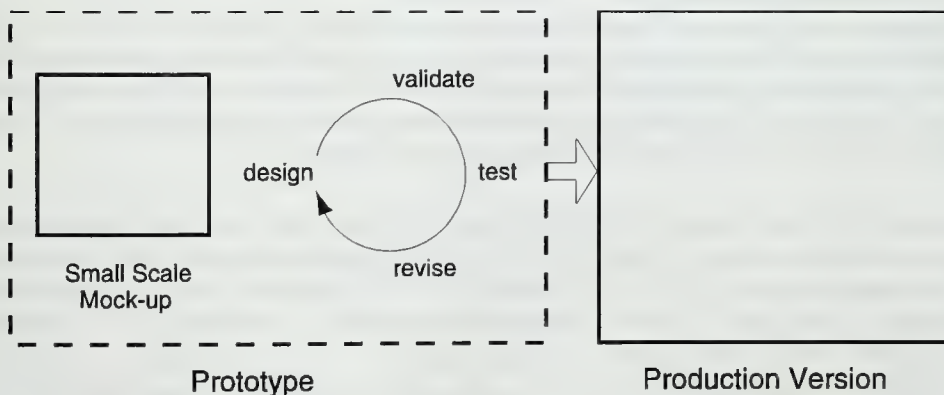 validate
design
test
revise
Small Scale
Mock-up
Prototype
Production Version